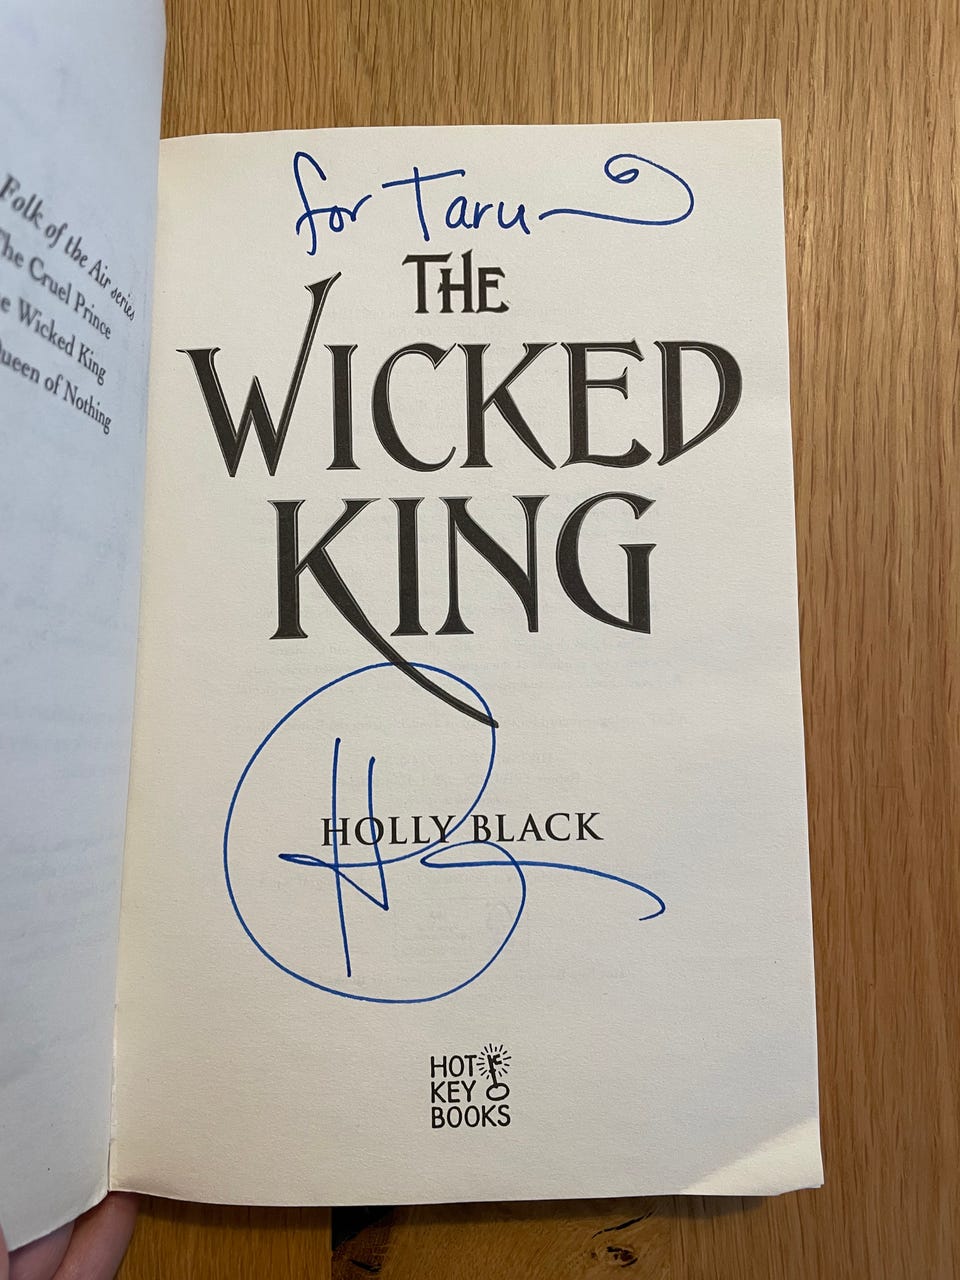 Folk of the Air series
The Cruel Prince
Wicked King
Queen of Nothing
for Taru
THE
WICKED
KING
HOLLY BLACK
HOT
KEY
BOOKS